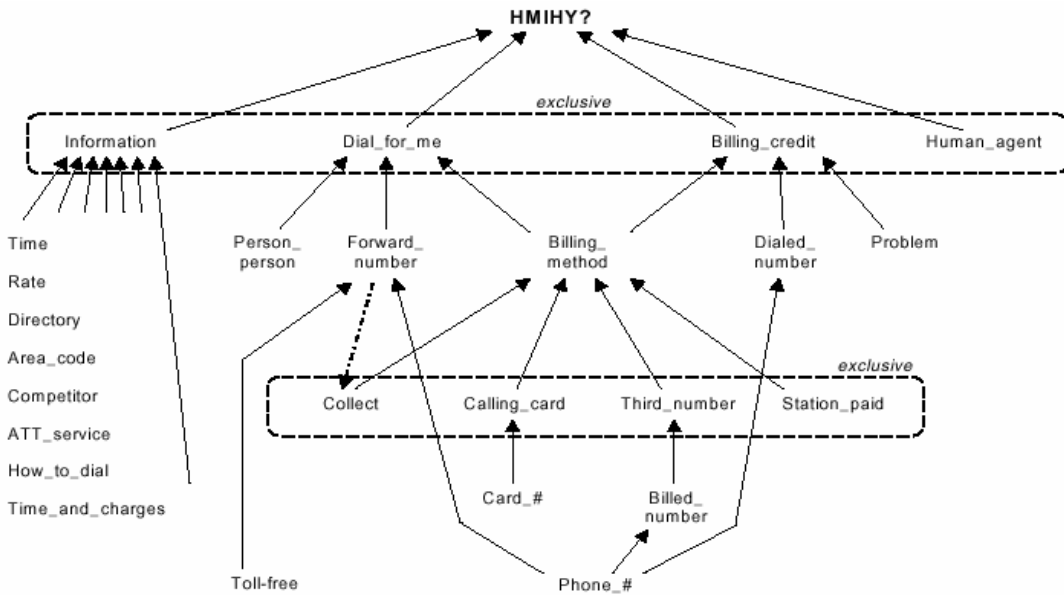 HMIHY?
exclusive
Information Dial_for_me Billing_credit Human_agent
Time
Rate
Directory
Area_code
Competitor
ATT_service
How_to_dial
Time_and_charges
Person_
person
Forward_
number
Billing_
method
Dialed_
number
Problem
exclusive
Collect Calling_card Third_number Station_paid
Card_#
Billed_
number
Toll-free
Phone_#